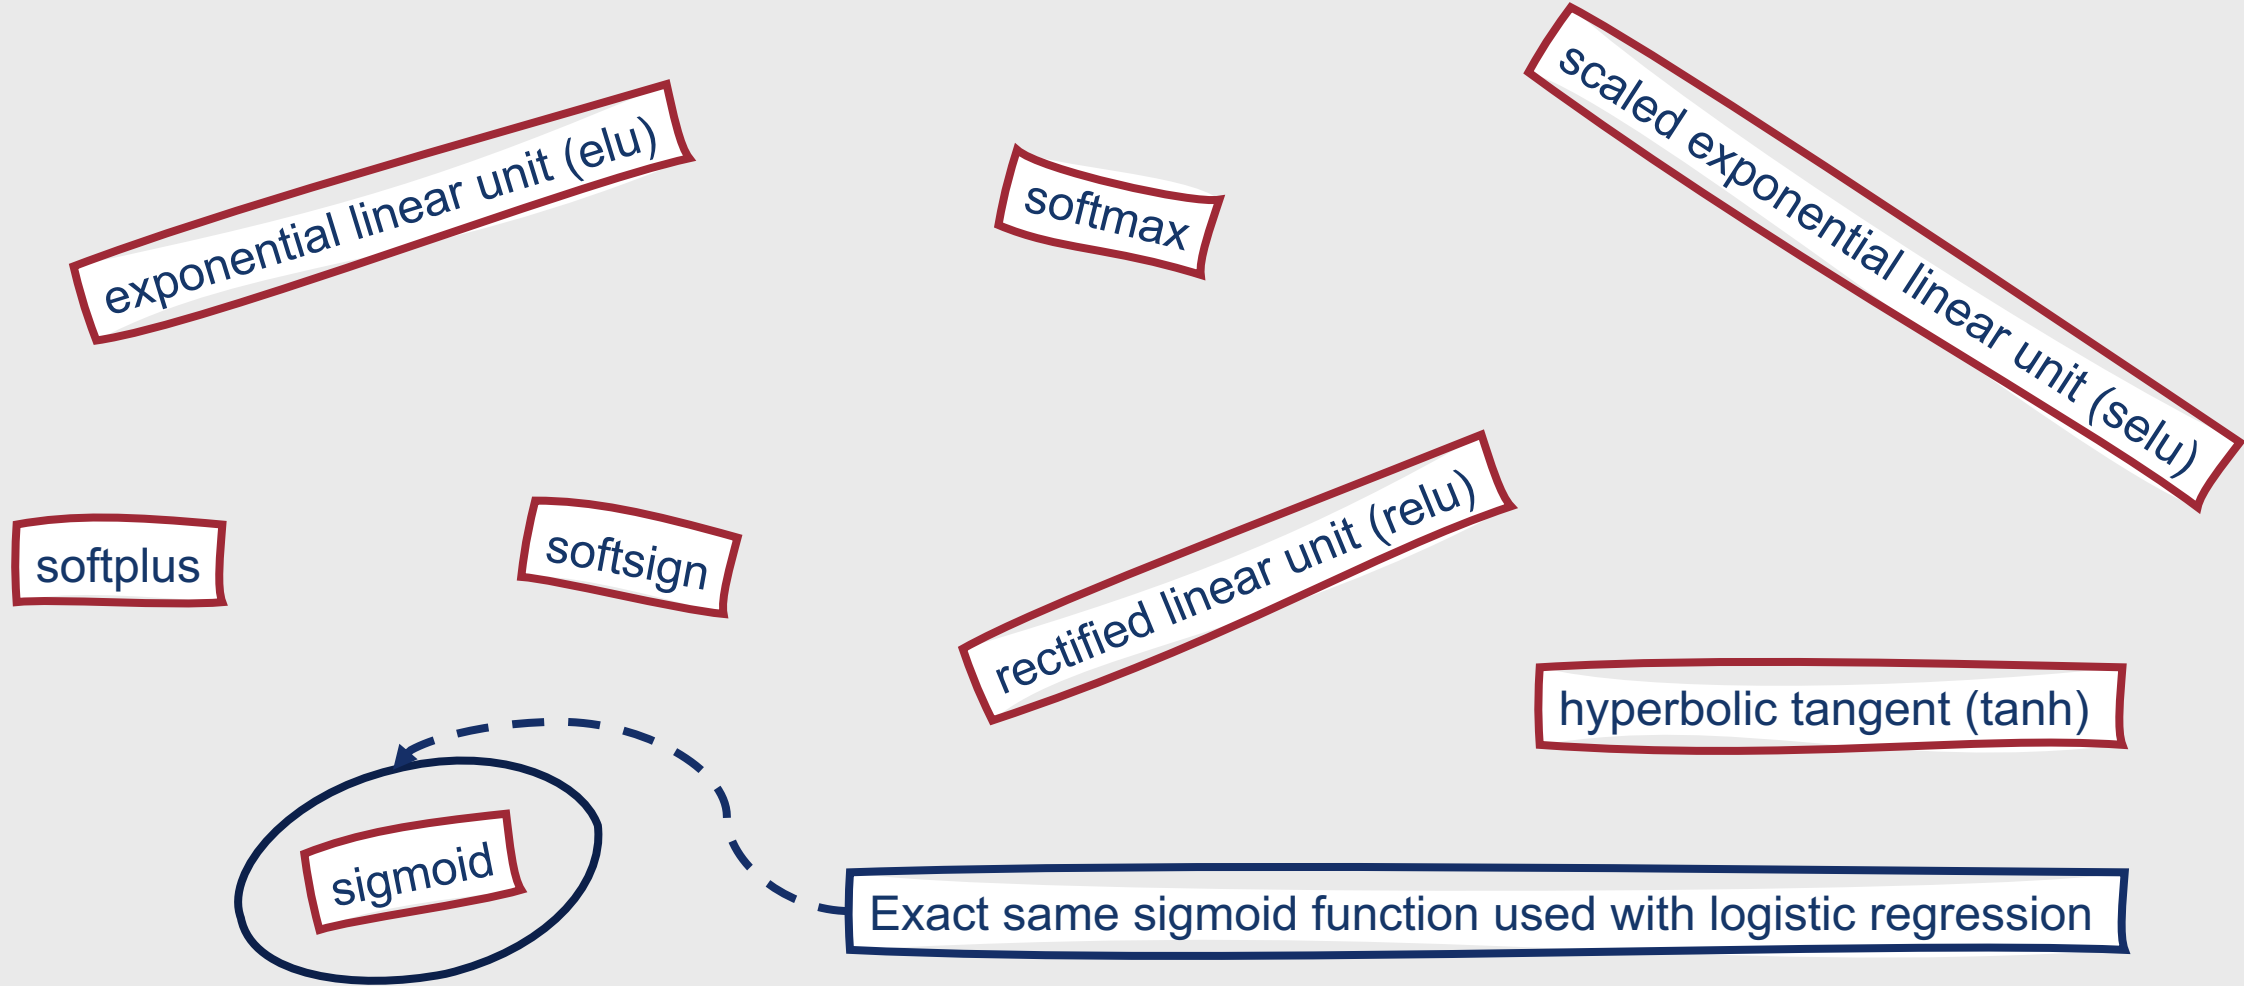 exponential linear unit (elu)
softmax
scaled exponential linear unit (selu)
softplus
softsign
rectified linear unit (relu)
hyperbolic tangent (tanh)
sigmoid
Exact same sigmoid function used with logistic regression